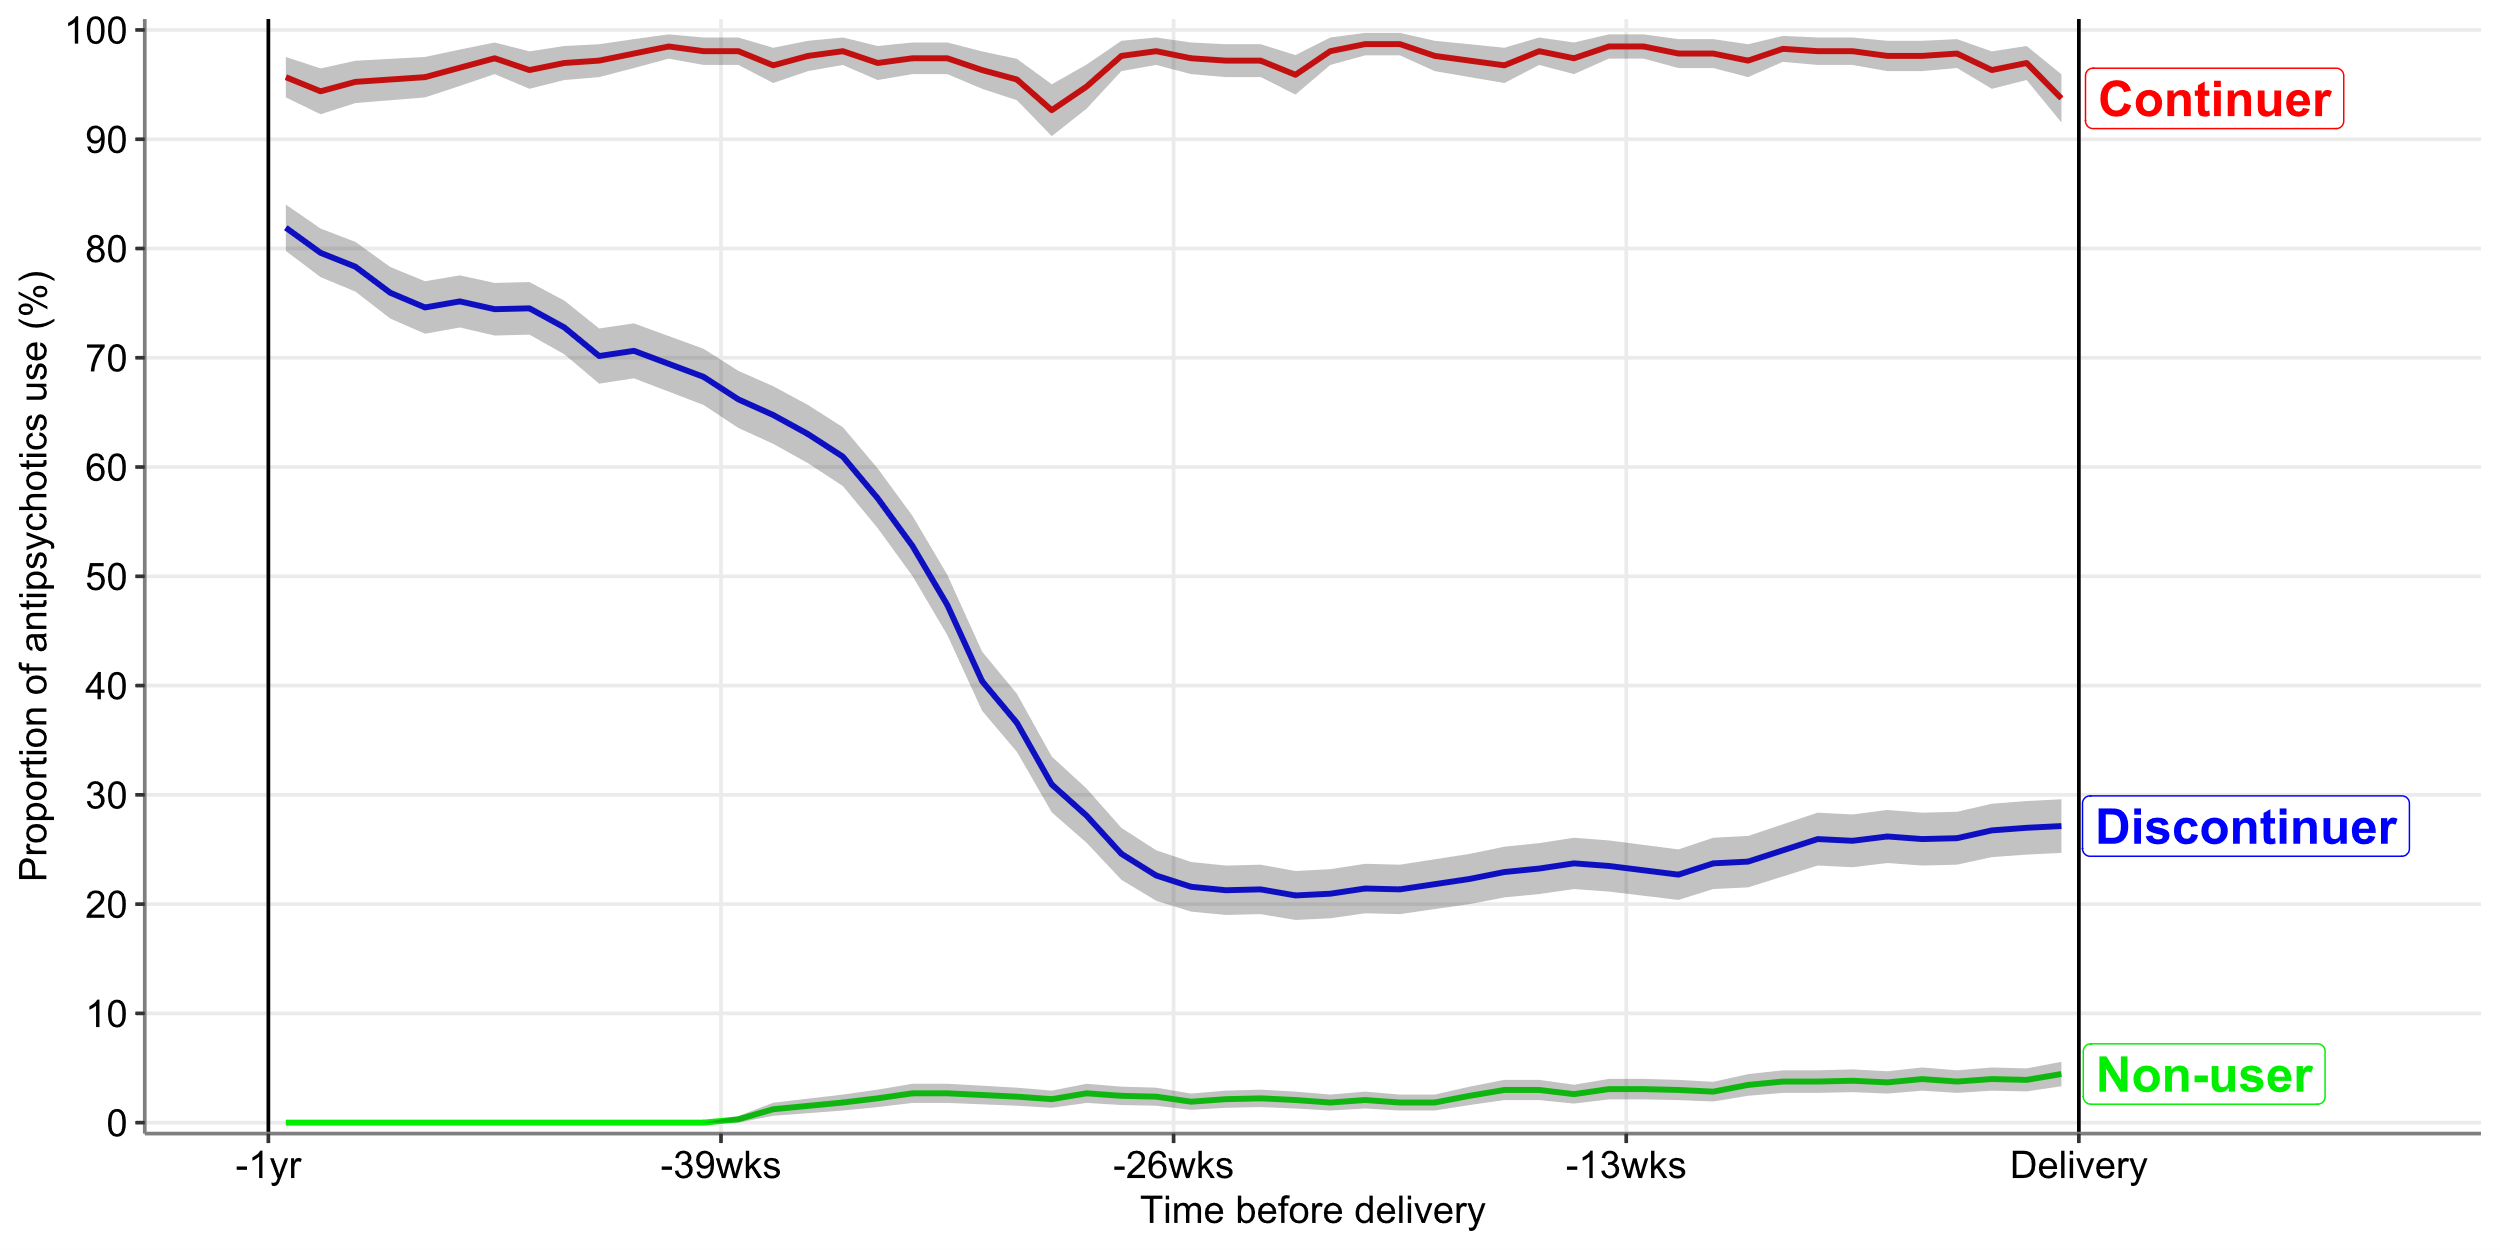 Proportion of antipsychotics use (%)
100
90
80
70
60
50
40
30
20
10
0
Continuer
Discontinuer
Non-user
-1yr
-39wks
-26wks
-13wks
Delivery
Time before delivery